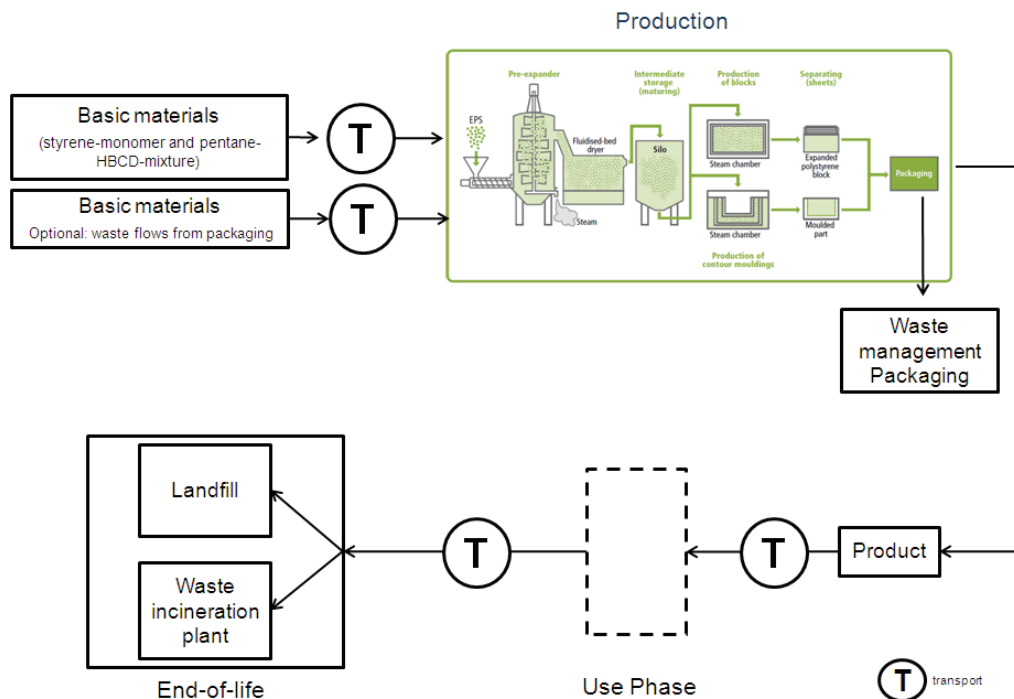 Production
Basic materials
(styrene-monomer and pentane-
HBCD-mixture)
T
Basic materials
Optional: waste flows from packaging
T
Pre-expander
Intermediate
storage
(maturing)
Production
of blocks
Separating
(sheets)
EPS
Fluidised-bed
dryer
Steam
Silo
Steam chamber
Expanded
polystyrene
block
Packaging
Steam chamber
Moulded
part
Production of
contour mouldings
Waste
management
Packaging
Landfill
Waste
incineration
plant
End-of-life
T
Use Phase
T
Product
T transport